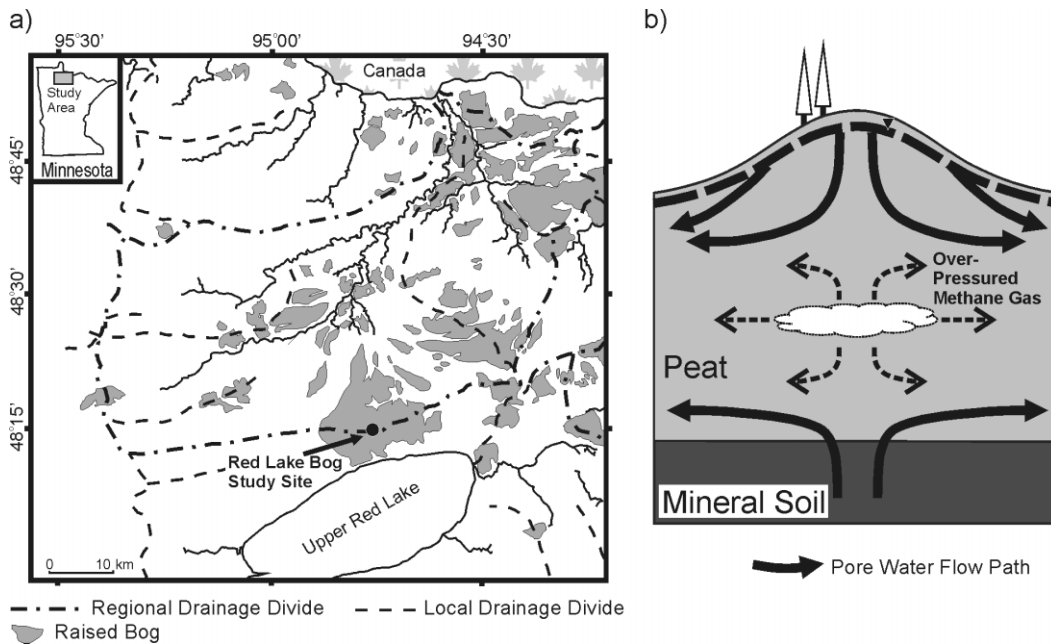 a)
95°30'
95°00
94°30'
Canada
Study
Area
Minnesota
48°45'
48°30'
48°15'
Red Lake Bog
Study Site
Upper Red Lake
0 10 km
Regional Drainage Divide
Local Drainage Divide
Raised Bog
b)
Over-
Pressured
Methane Gas
Peat
Mineral Soil
Pore Water Flow Path